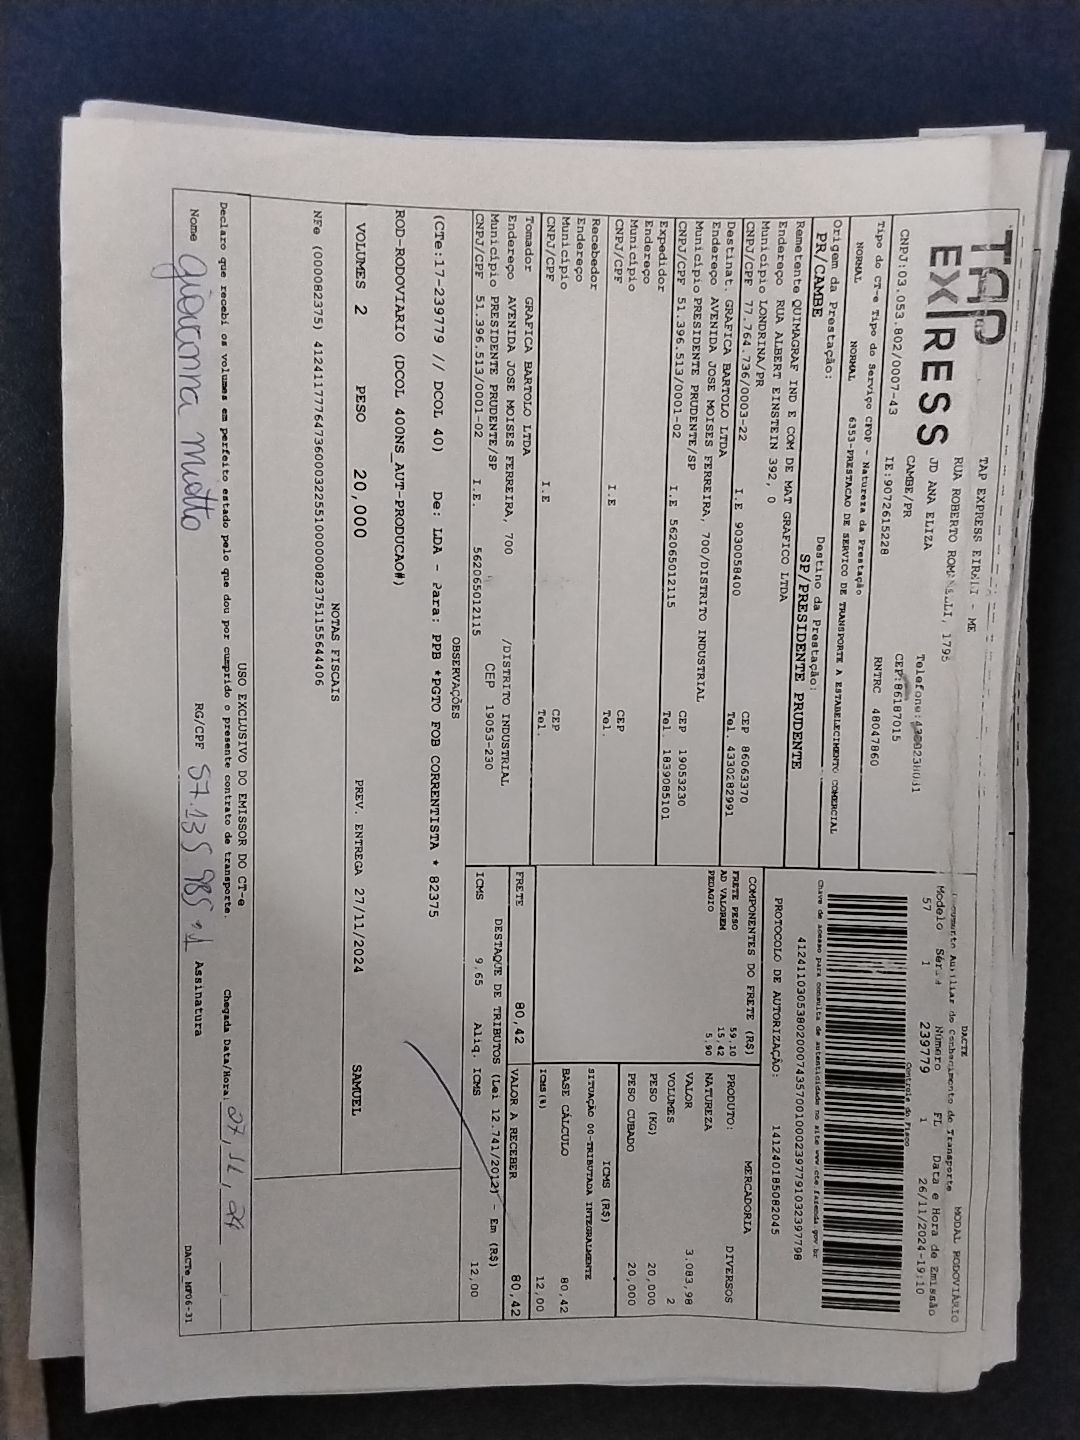 TAP EXPRESS
TAP EXPRESS EIRELI - ME
RUA ROBERTO 1795
JD ANA ELIZA
CAMBE/PR
CEP:86187015
CNPJ:03.053.802/0007-43 IE:9072615228 RNTRC 48047860
DACTE MODAL RODOVIÁRIO
Documento Auxiliar do Conhecimento de Transporte
Modelo Série Número FL Data e Hora de Emissão
57 1 239779 1 26/11/2024-19:10
Controle do Fisco
Tipo do CT-e Tipo do Serviço CFOP - Natureza da Prestação
NORMAL NORMAL 6353-PRESTACAO DE SERVICO DE TRANSPORTE A ESTABELECIMENTO COMERCIAL
Chave de acesso para consulta de autenticidade no site www.cte.fazenda.gov.br
41241103053802000743570010002397791032397798
Origem da Prestação: Destino da Prestação:
PR/CAMBE SP/PRESIDENTE PRUDENTE
PROTOCOLO DE AUTORIZAÇÃO: 141240185082045
Remetente QUIMAGRAF IND E COM DE MAT GRAFICO LTDA
Endereço RUA ALBERT EINSTEIN 392, 0
Município LONDRINA/PR CEP 86063370
CNPJ/CPF 77.764.736/0003-22 I.E 9030058400 Tel. 4330282991
Destinat. GRAFICA BARTOLO LTDA
Endereço AVENIDA JOSE MOISES FERREIRA, 700/DISTRITO INDUSTRIAL
Município PRESIDENTE PRUDENTE/SP CEP 19053230
CNPJ/CPF 51.396.513/0001-02 I.E 562065012115 Tel. 1839085101
Expedidor
Endereço
Município CEP
CNPJ/CPF I.E Tel.
Recebedor
Endereço
Município CEP
CNPJ/CPF I.E Tel.
Tomador GRAFICA BARTOLO LTDA
Endereço AVENIDA JOSE MOISES FERREIRA, 700 /DISTRITO INDUSTRIAL
Município PRESIDENTE PRUDENTE/SP CEP 19053-230
CNPJ/CPF 51.396.513/0001-02 I.E. 562065012115
COMPONENTES DO FRETE (R$)
FRETE PESO 59,10
AD VALOREM 15,42
PEDAGIO 5,90
MERCADORIA
PRODUTO: DIVERSOS
NATUREZA
VALOR 3.083,98
VOLUMES 2
PESO (KG) 20,000
PESO CUBADO 20,000
ICMS (R$)
SITUAÇÃO 00-TRIBUTADA INTEGRALMENTE
BASE CÁLCULO 80,42
ICMS(%) 12,00
FRETE 80,42 VALOR A RECEBER 80,42
DESTAQUE DE TRIBUTOS (Lei 12.741/2012) - Em (R$)
ICMS 9,65 Aliq. ICMS 12,00
OBSERVAÇÕES
(CTe:17-239779 // DCOL 40) De: LDA - Para: PPB *PGTO FOB CORRENTISTA * 82375
ROD-RODOVIARIO (DCOL 400NS_AUT-PRODUCAO#)
VOLUMES 2 PESO 20,000 PREV. ENTREGA 27/11/2024 SAMUEL
NOTAS FISCAIS
NFe (000082375) 41241177764736000322551000000823751155644406
USO EXCLUSIVO DO EMISSOR DO CT-e
Declaro que recebi os volumes em perfeito estado pelo que dou por cumprido o presente contrato de transporte. Chegada Data/Hora:
Nome Giovanna Miotto RG/CPF 57.135 985 Assinatura
DACTe_MP06-31